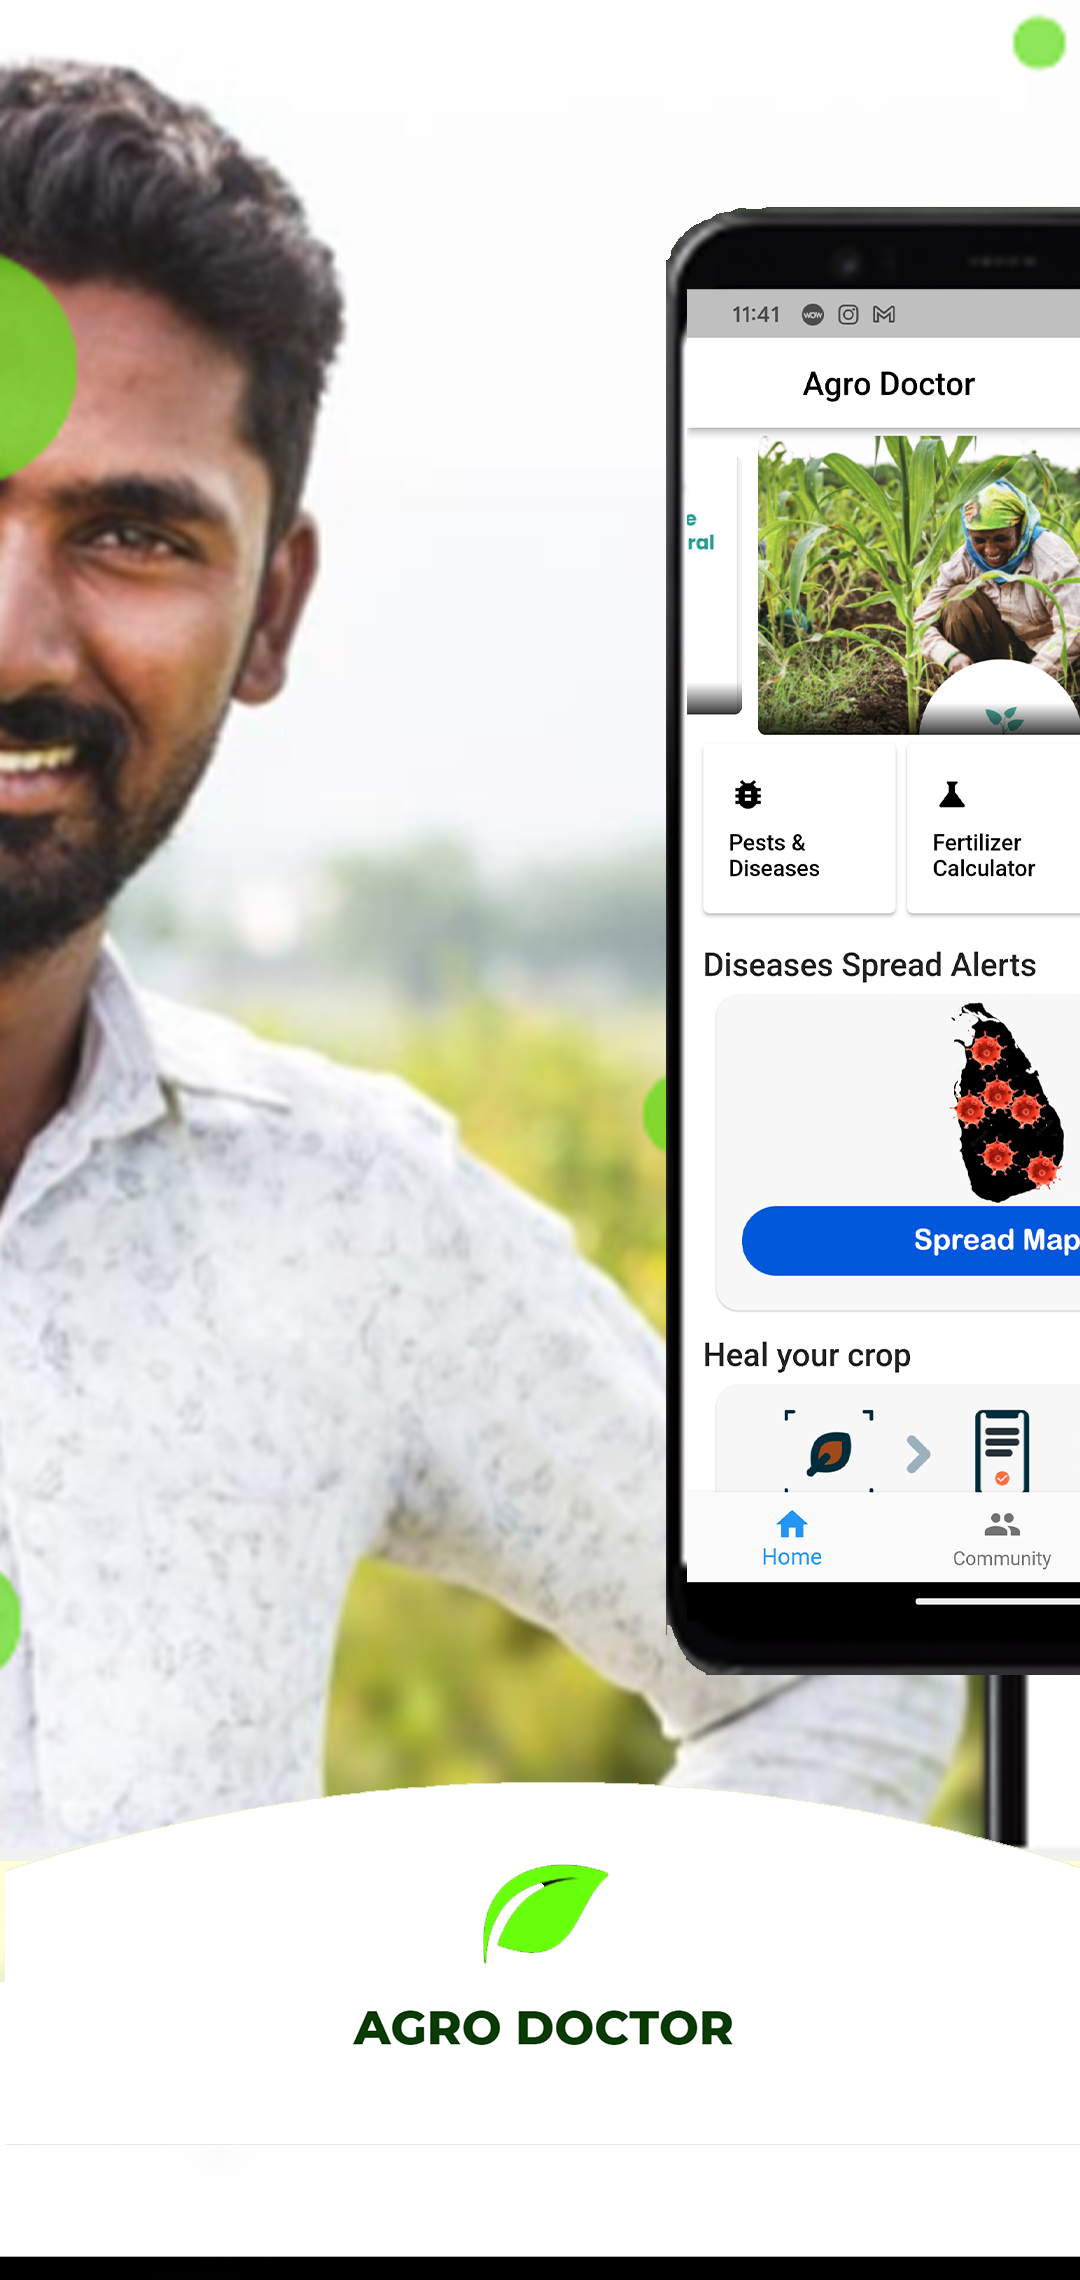 11:41
WOW
Agro Doctor
e
ral
Pests &
Diseases
Fertilizer
Calculator
Diseases Spread Alerts
Spread Map
Heal your crop
Home
Community
AGRO DOCTOR